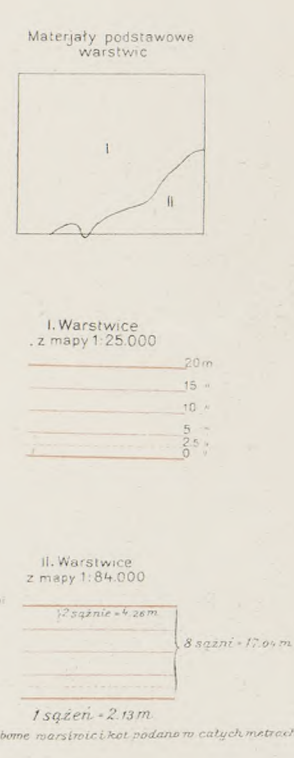 Materjały podstawowe
warstwic
I
II
I. Warstwice
z mapy 1:25.000
20 m
15 "
10 "
5 "
2.5 "
0 "
II. Warstwice
z mapy 1:84.000
2 sążnie = 4.26 m
8 sążni = 17.04 m
1 sążeń = 2.13 m
warstwic i kot podano w całych metrach